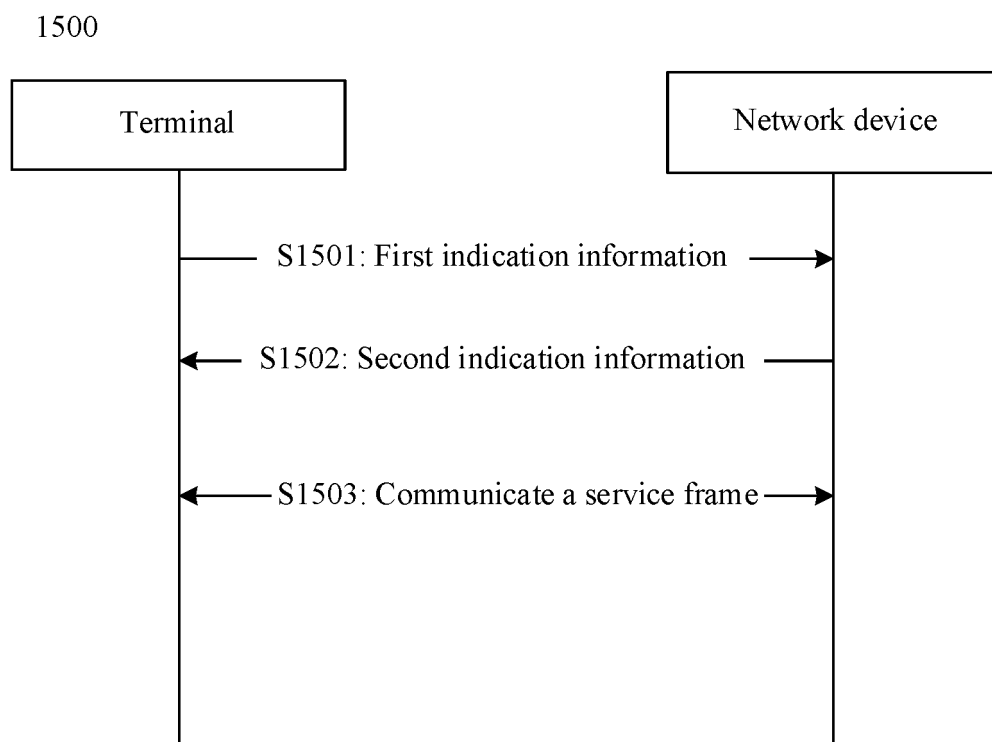 1500
Terminal
Network device
S1501: First indication information
S1502: Second indication information
S1503: Communicate a service frame